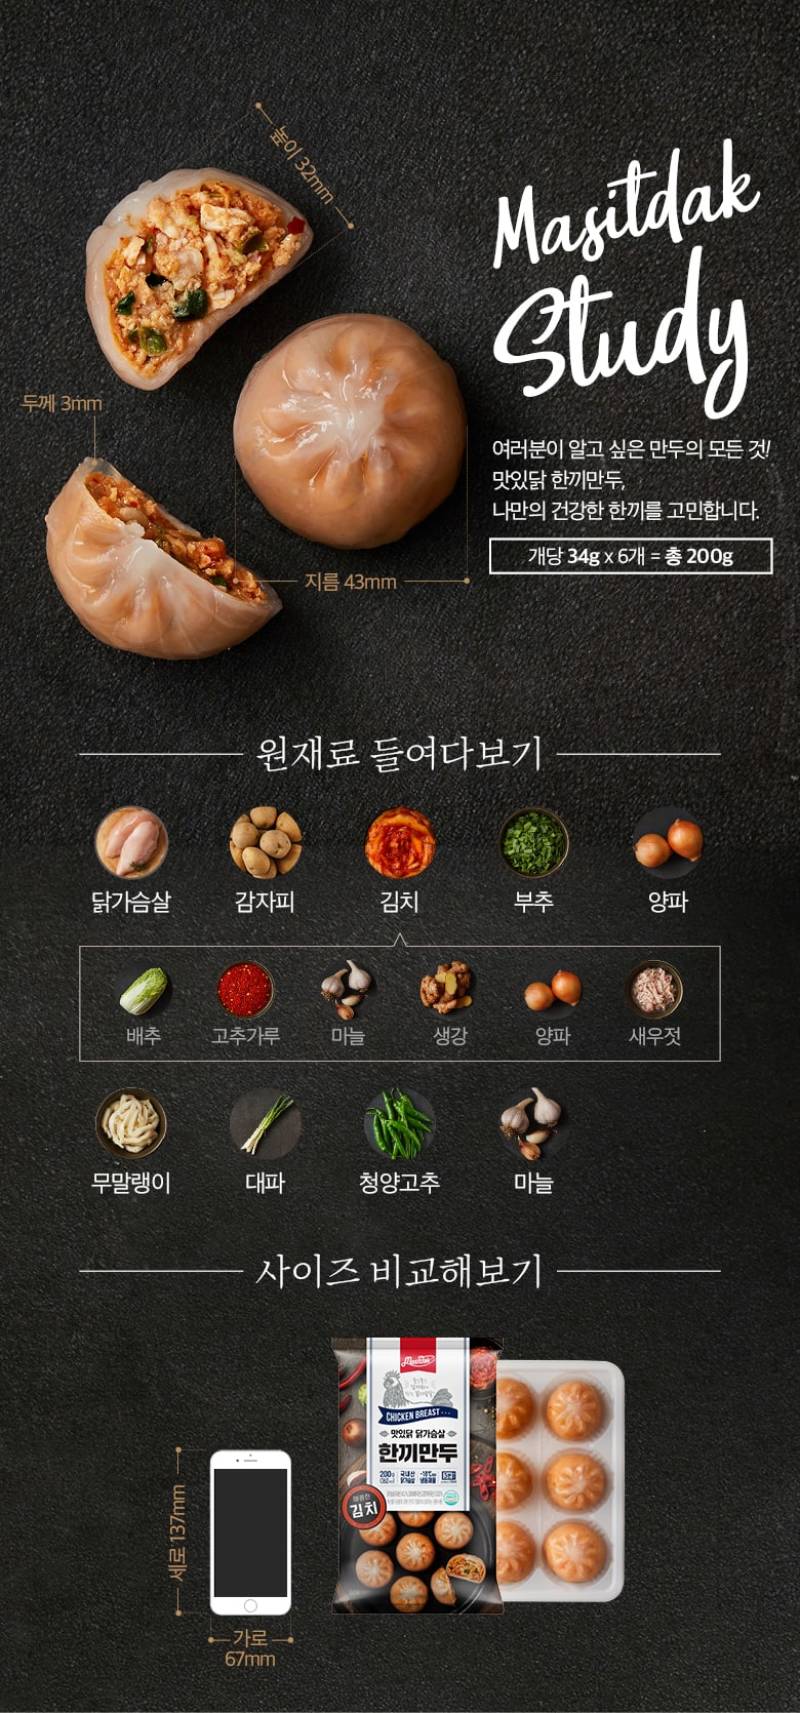 높이 32mm
Masitdak
Study
두께 3mm
여러분이 알고 싶은 만두의 모든 것!
맛있닭 한끼만두,
나만의 건강한 한끼를 고민합니다.
개당 34g x 6개 = 총 200g
지름 43mm
원재료 들여다보기
닭가슴살 감자피 김치 부추 양파
배추 고추가루 마늘 생강 양파 새우젓
무말랭이 대파 청양고추 마늘
사이즈 비교해보기
세로 137mm
가로
67mm
CHICKEN BREAST
맛있닭 닭가슴살
한끼만두
200g
국내산
김치